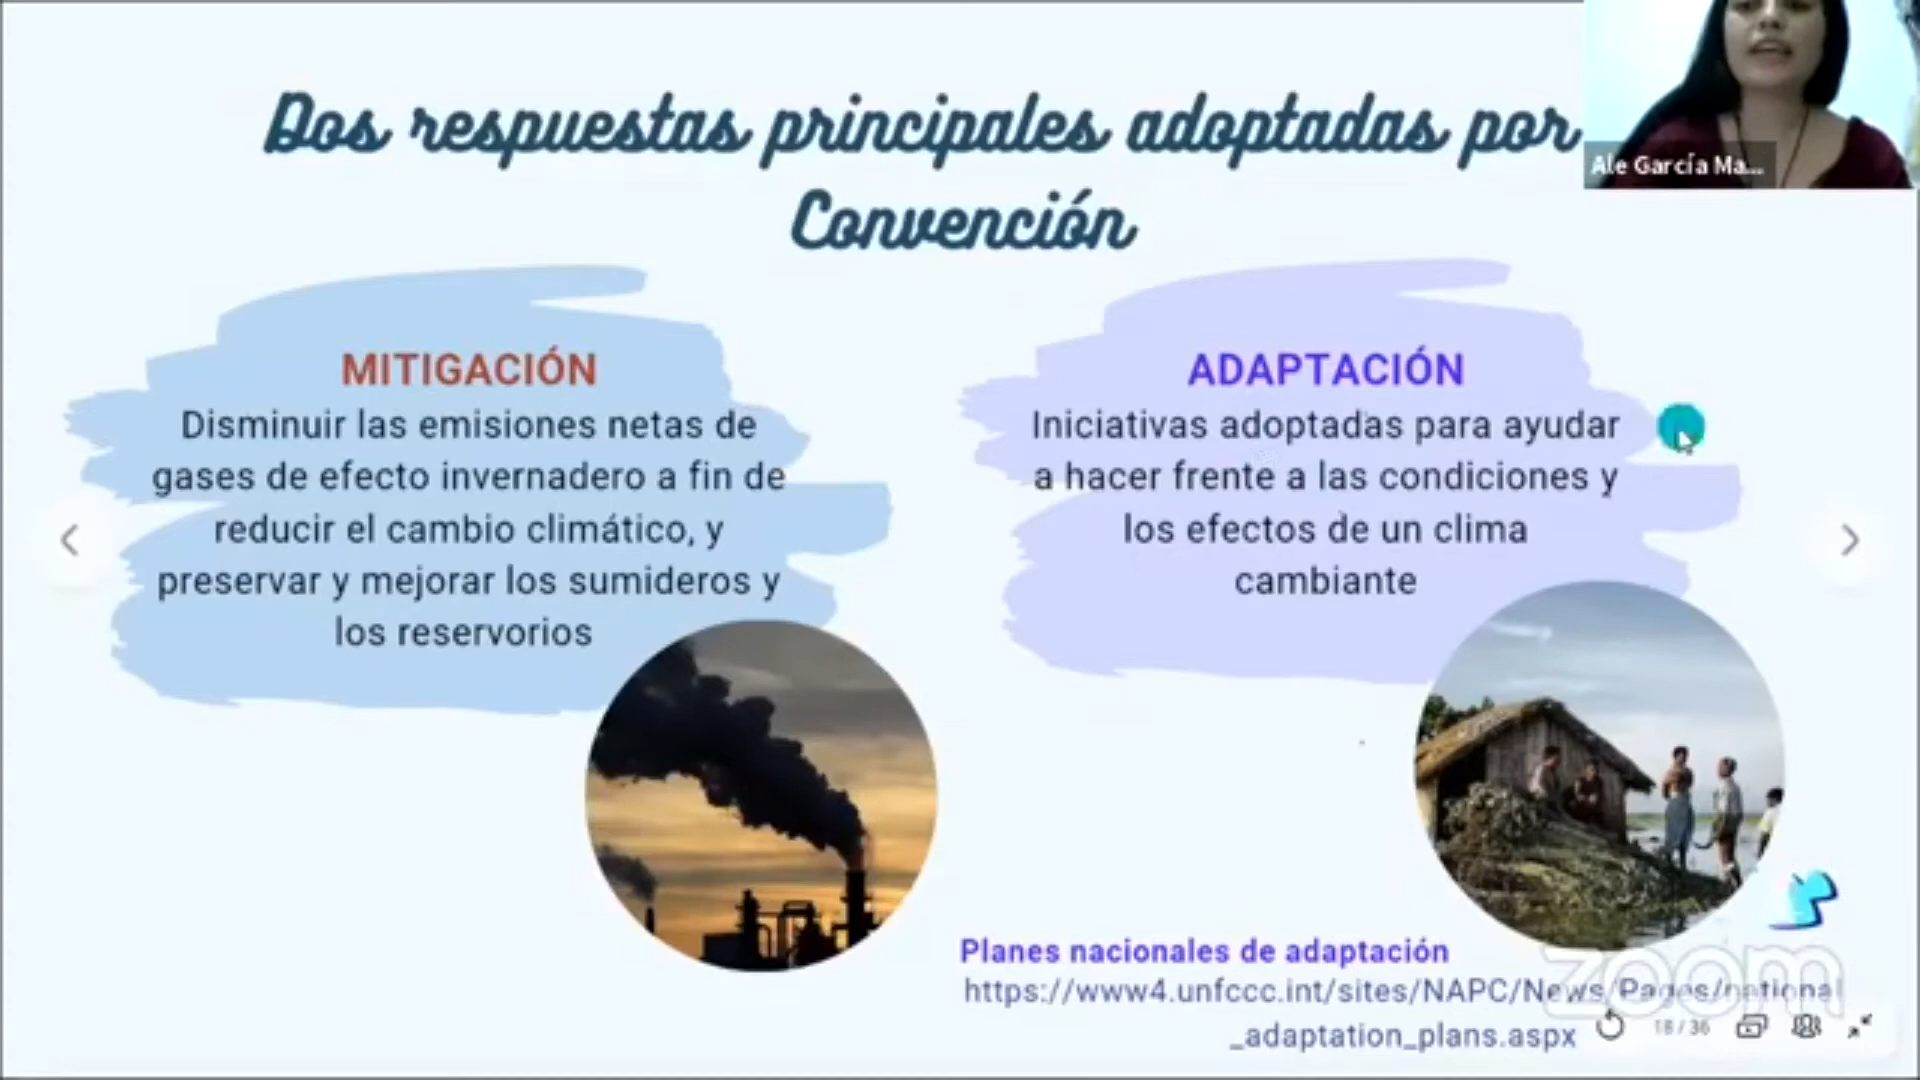 Dos respuestas principales adoptadas por
Convención
Ale García Ma...
MITIGACIÓN
Disminuir las emisiones netas de
gases de efecto invernadero a fin de
reducir el cambio climático, y
preservar y mejorar los sumideros y
los reservorios
ADAPTACIÓN
Iniciativas adoptadas para ayudar
a hacer frente a las condiciones y
los efectos de un clima
cambiante
Planes nacionales de adaptación
https://www4.unfccc.int/sites/NAPC/News/Pages/national
_adaptation_plans.aspx
zoom
18 / 36